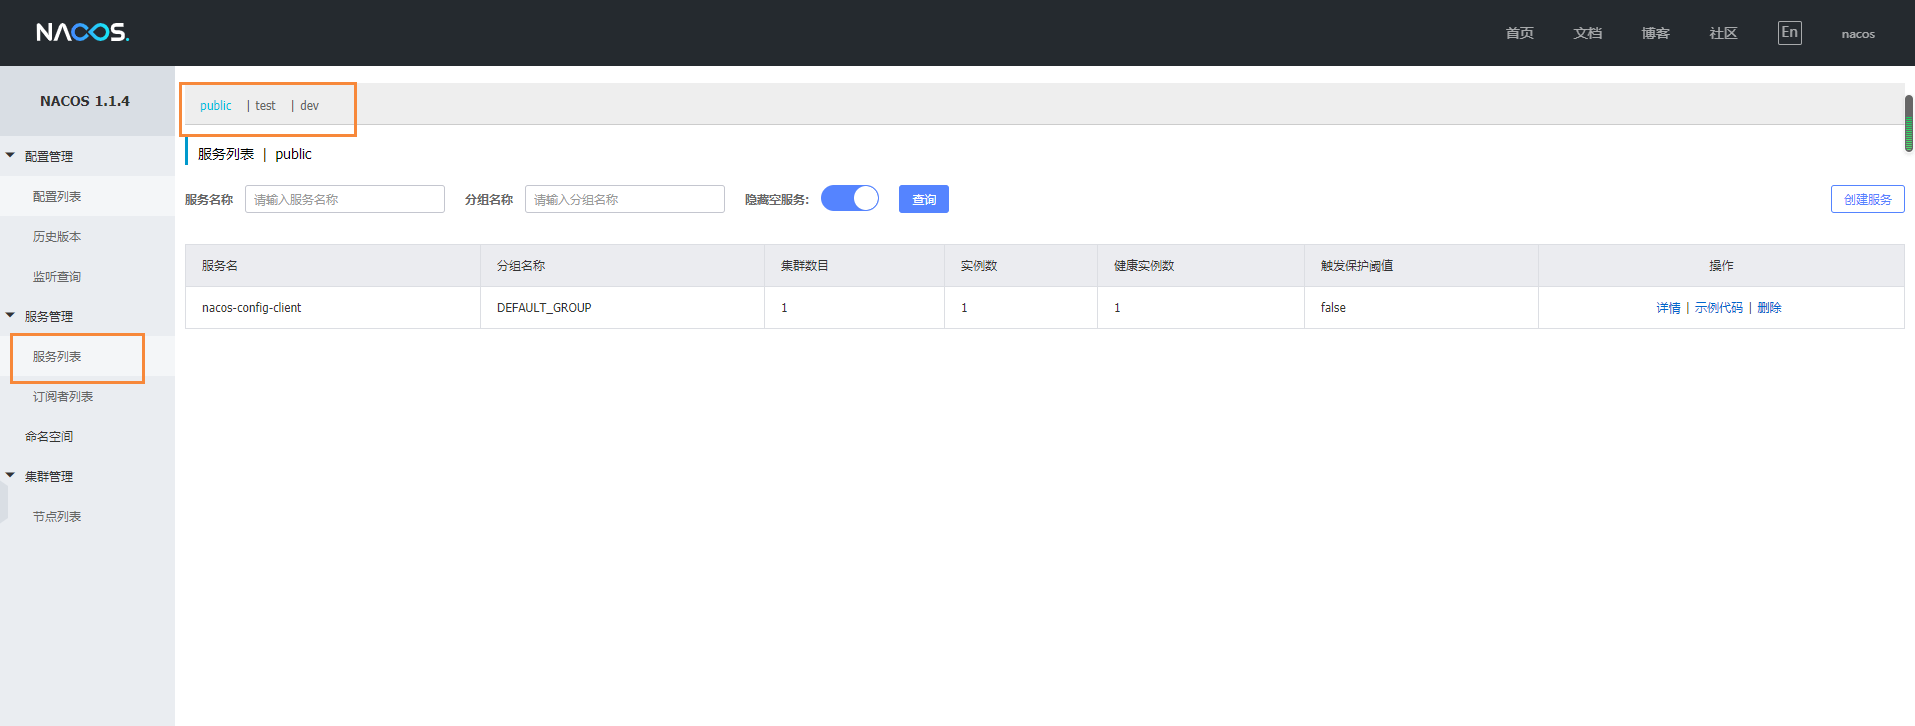 NACOS. 首页 文档 博客 社区 En nacos
NACOS 1.1.4
配置管理
配置列表
历史版本
监听查询
服务管理
服务列表
订阅者列表
命名空间
集群管理
节点列表
public | test | dev
服务列表 | public
服务名称 请输入服务名称 分组名称 请输入分组名称 隐藏空服务: 查询 创建服务
服务名 分组名称 集群数目 实例数 健康实例数 触发保护阈值 操作
nacos-config-client DEFAULT_GROUP 1 1 1 false 详情 | 示例代码 | 删除